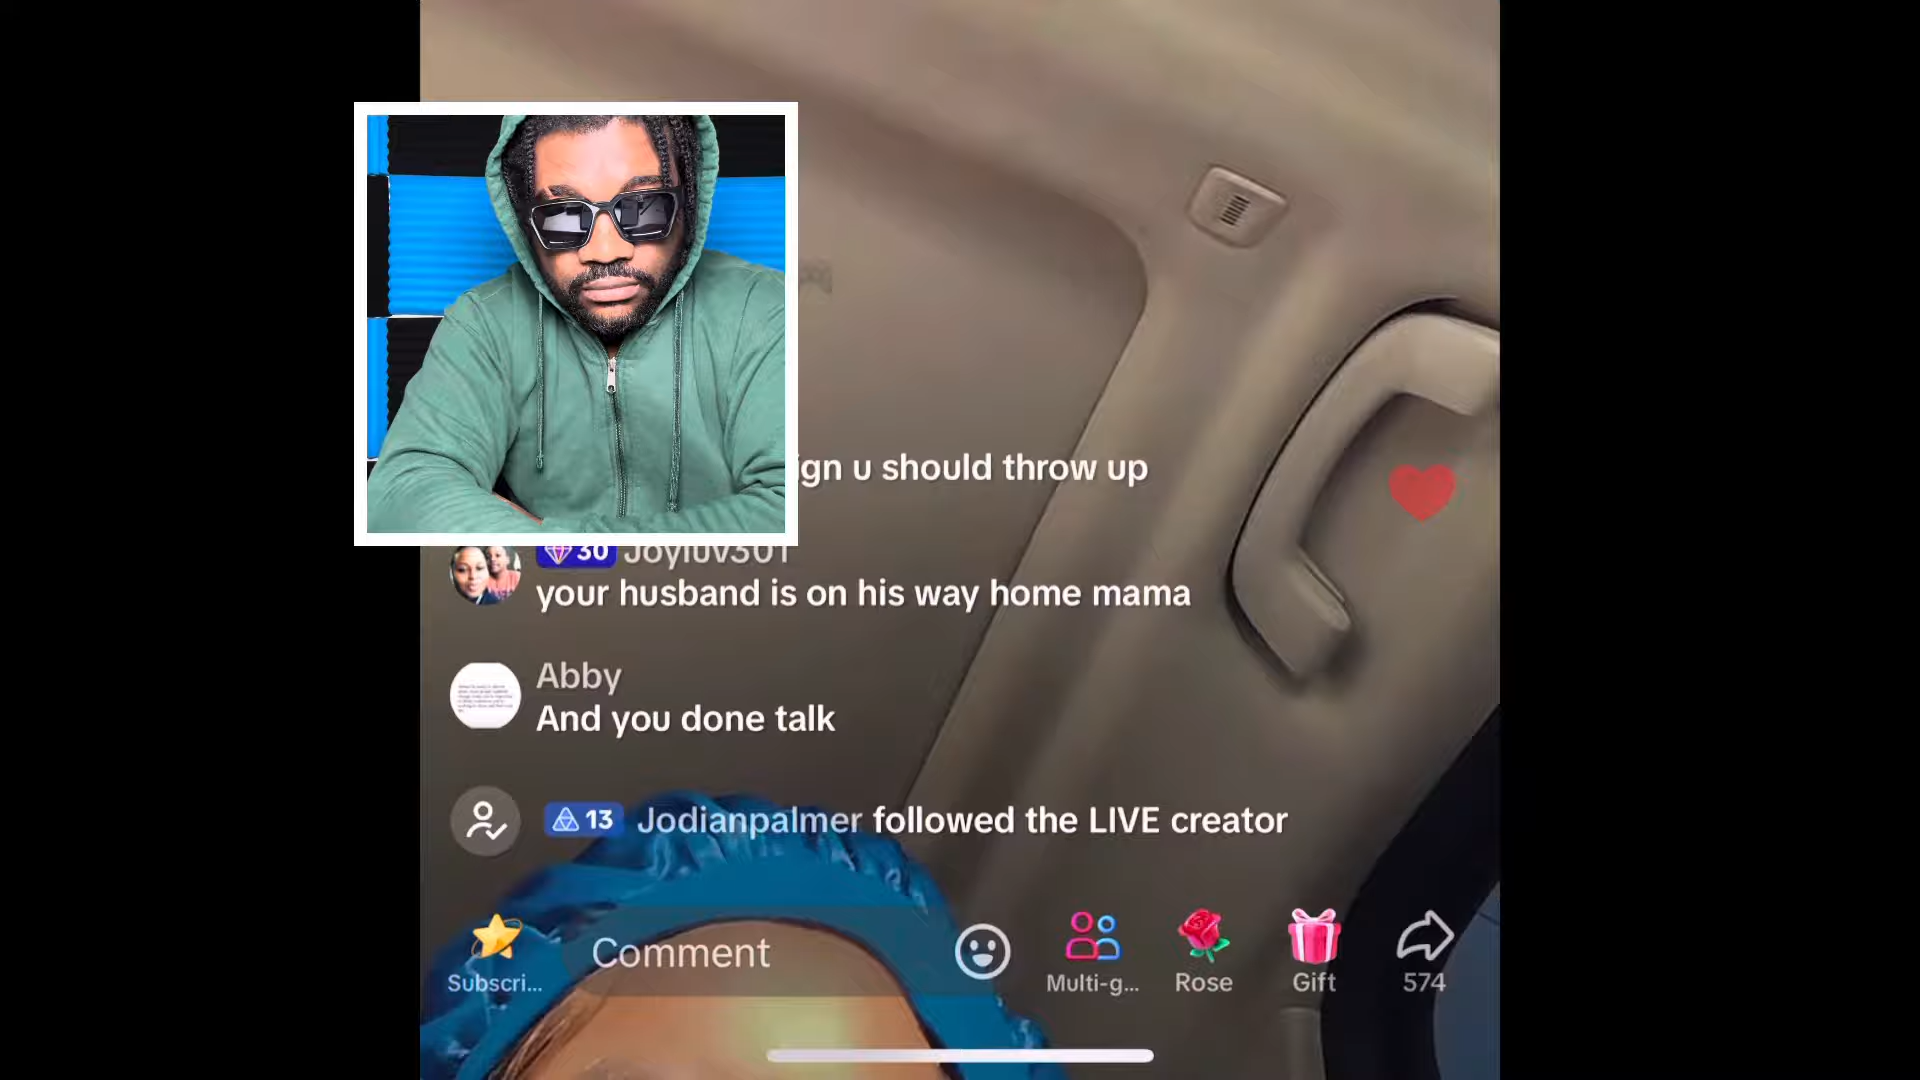 u should throw up
30 Joyluv301
your husband is on his way home mama
Abby
And you done talk
13 Jodianpalmer followed the LIVE creator
Comment
Subscri...
Multi-g...
Rose
Gift
574